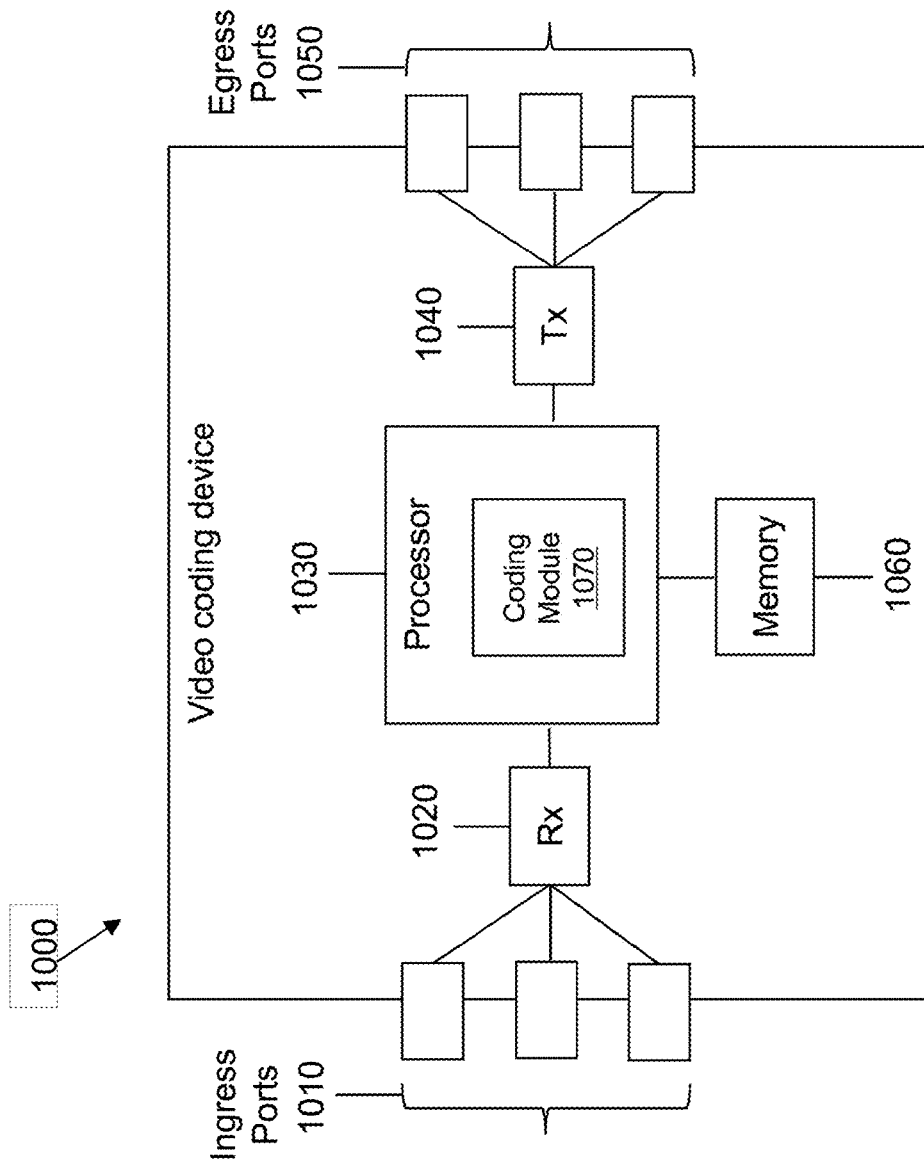 1000
Video coding device
Ingress
Ports
1010
1020
Rx
1030
Processor
Coding
Module
1070
Memory
1060
1040
Tx
Egress
Ports
1050